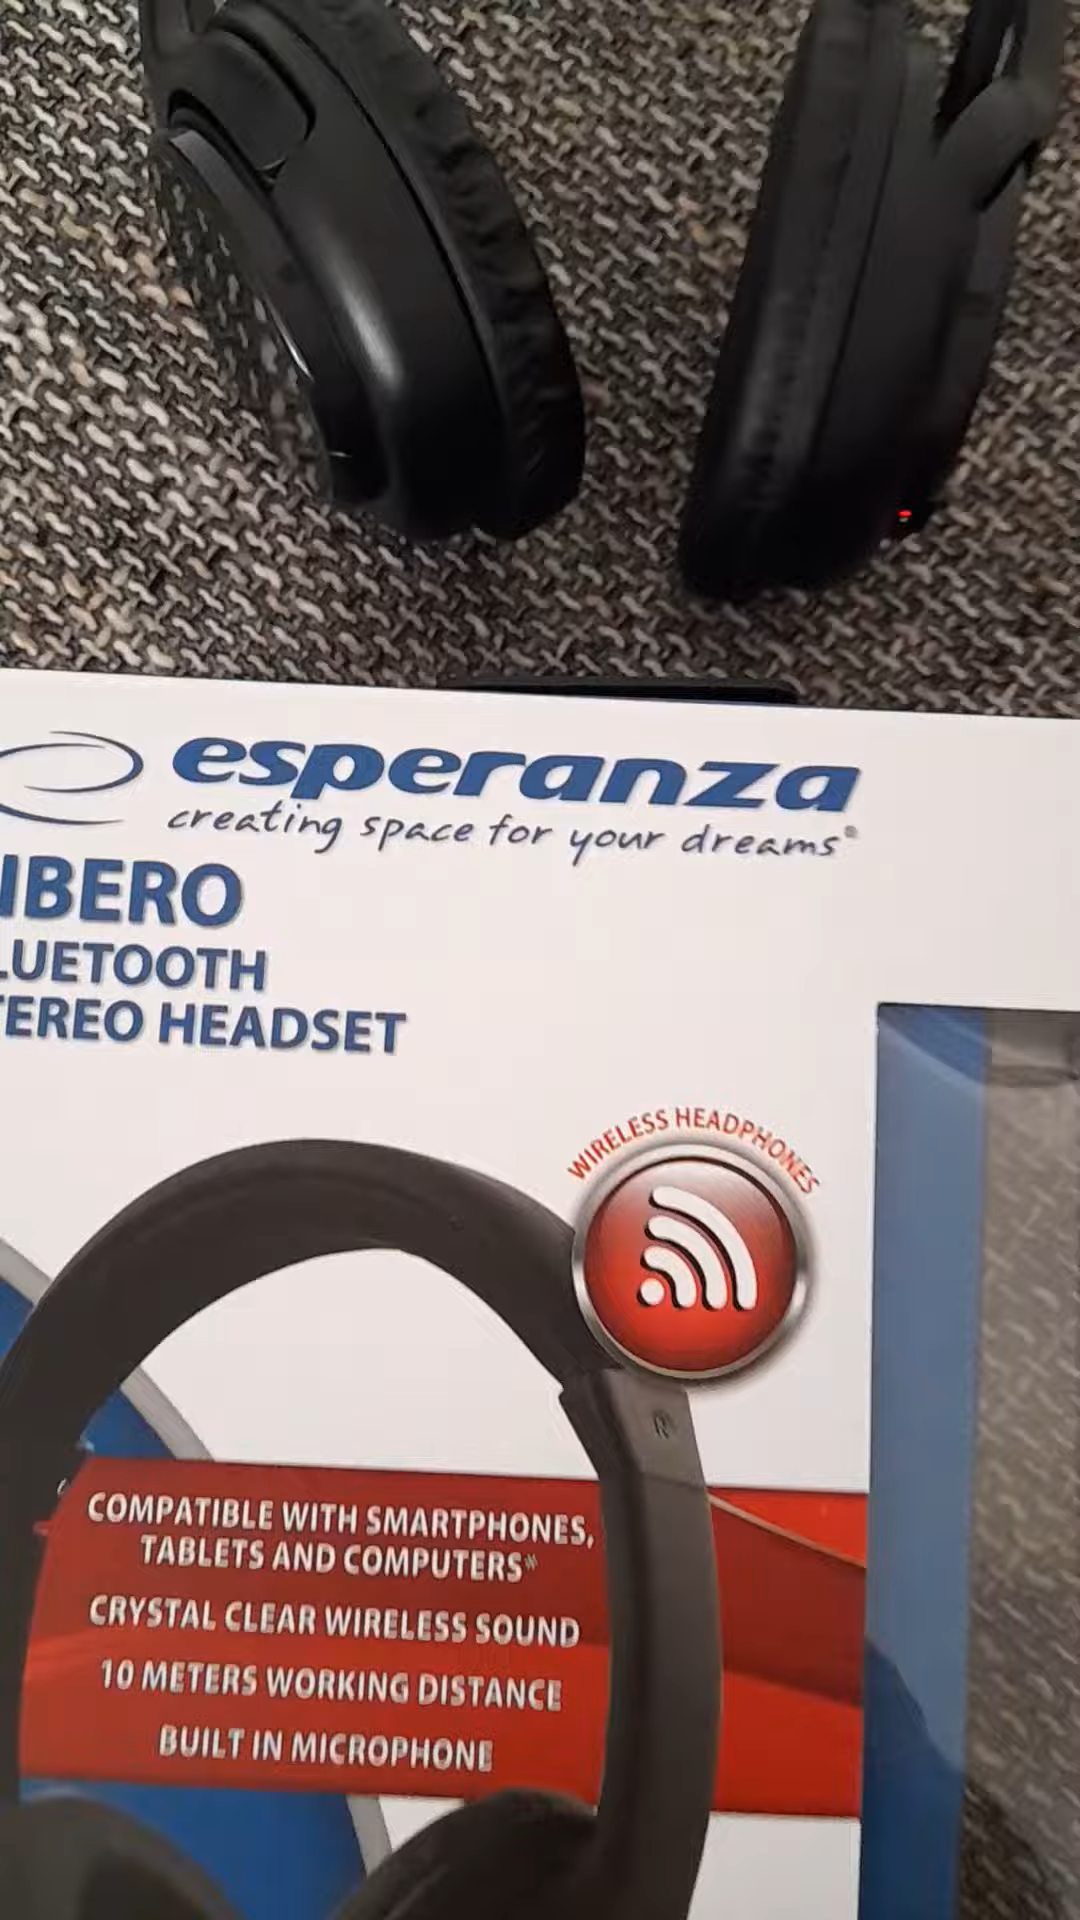 esperanza
creating space for your dreams®
IBERO
LUETOOTH
TEREO HEADSET
WIRELESS HEADPHONES
R
COMPATIBLE WITH SMARTPHONES,
TABLETS AND COMPUTERS*
CRYSTAL CLEAR WIRELESS SOUND
10 METERS WORKING DISTANCE
BUILT IN MICROPHONE